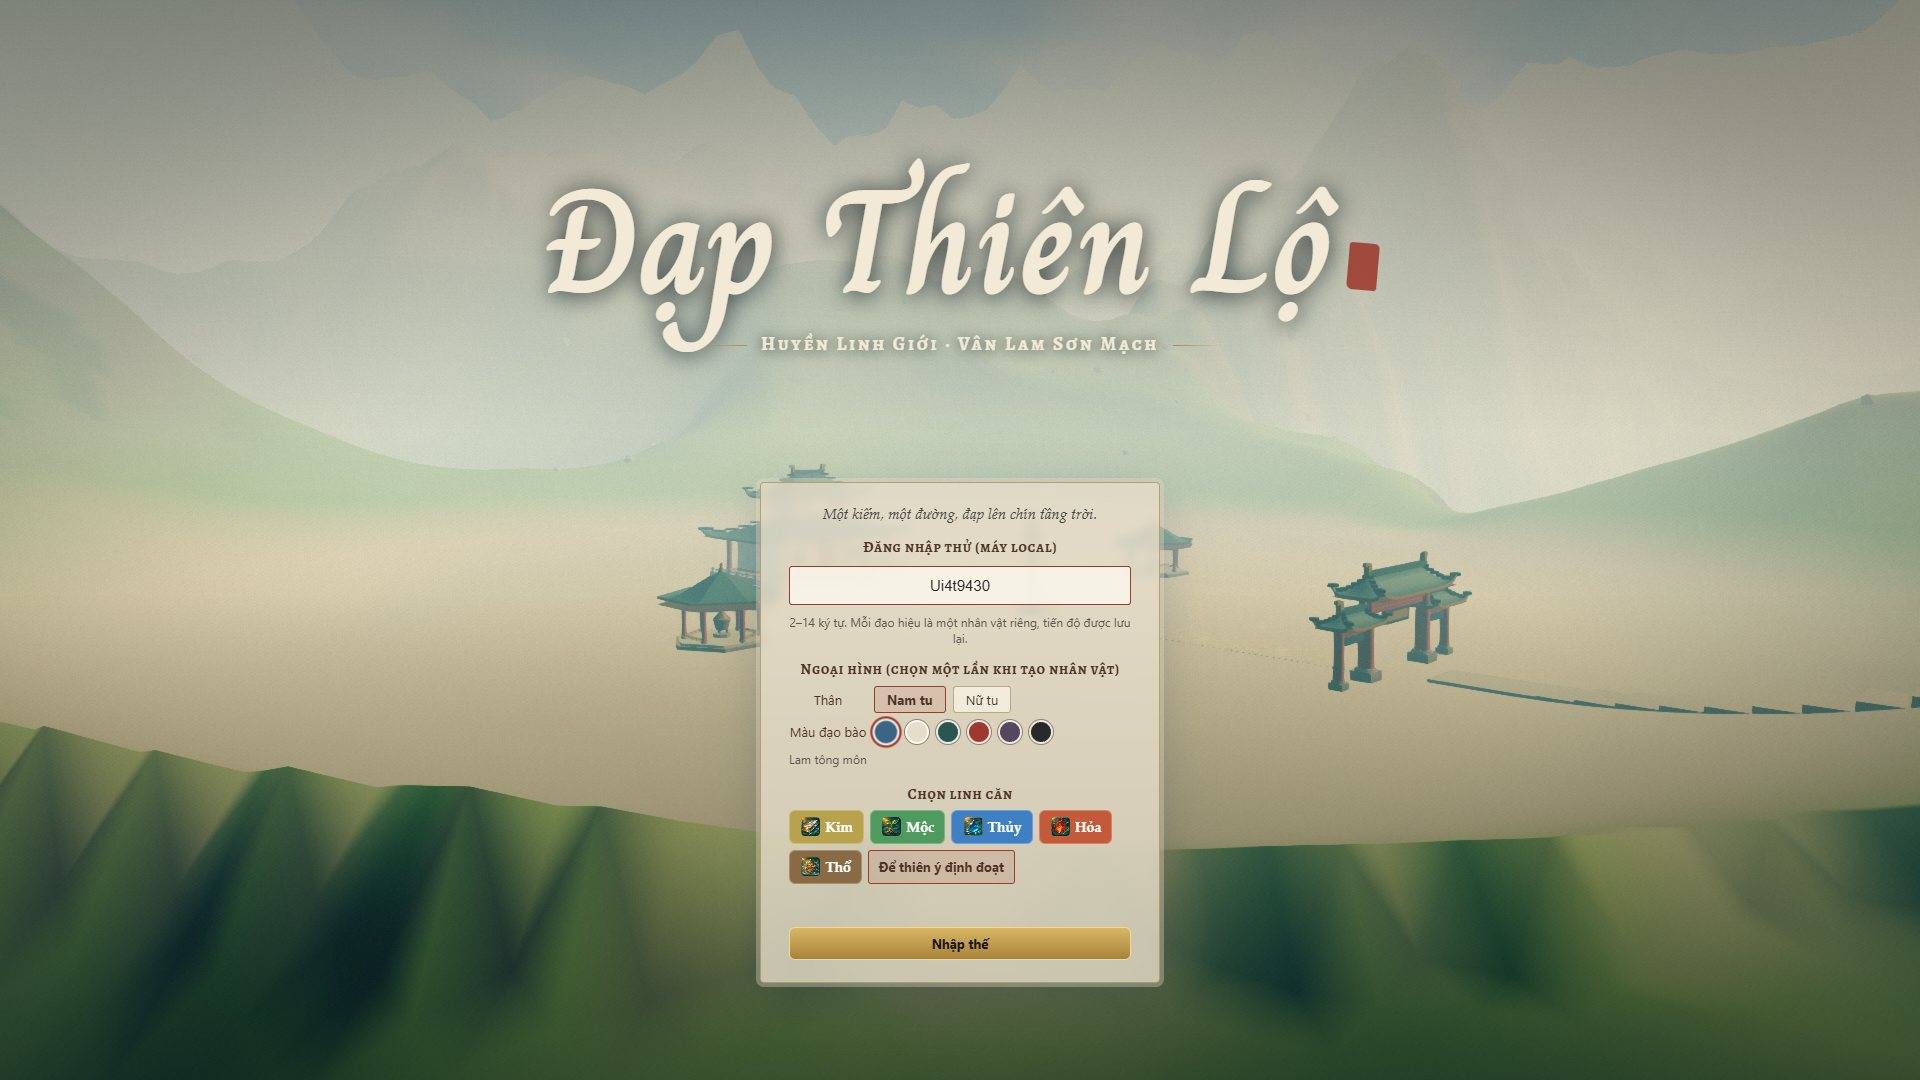 Đạp Thiên Lộ
Huyền Linh Giới · Vân Lam Sơn Mạch
Một kiếm, một đường, đạp lên chín tầng trời.
Đăng nhập thử (máy local)
Ui4t9430
2–14 ký tự. Mỗi đạo hiệu là một nhân vật riêng, tiến độ được lưu
lại.
Ngoại hình (chọn một lần khi tạo nhân vật)
Thân Nam tu Nữ tu
Màu đạo bào
Lam tông môn
Chọn linh căn
Kim Mộc Thủy Hỏa
Thổ Để thiên ý định đoạt
Nhập thế